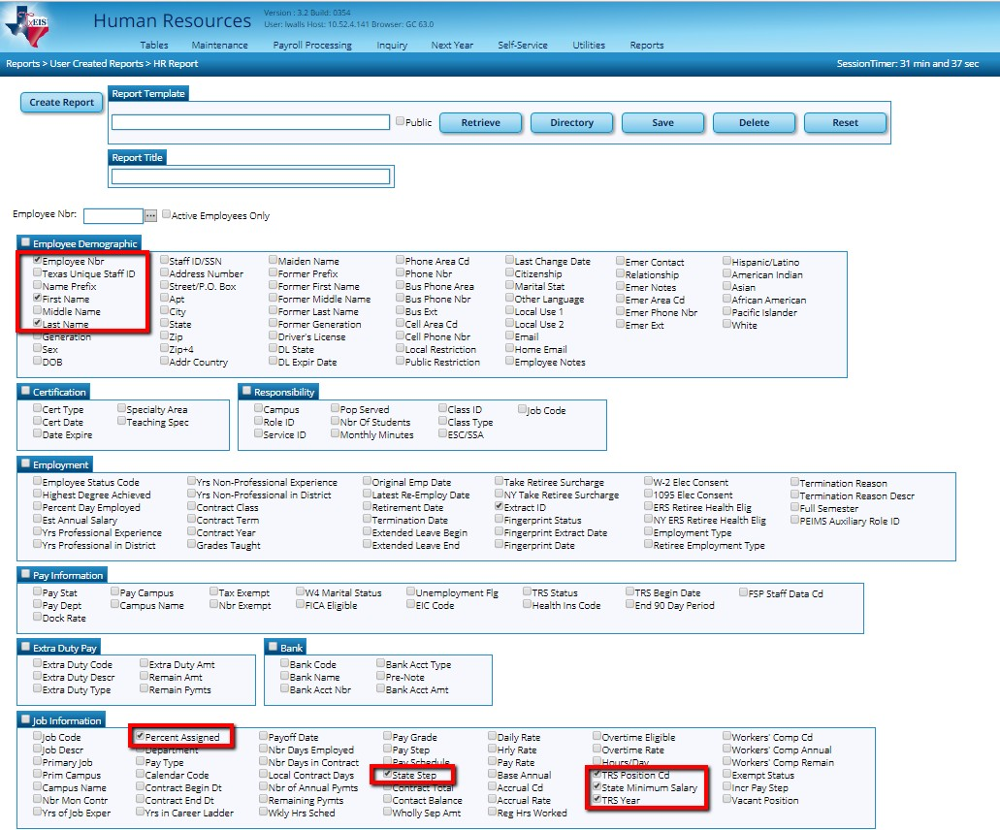 xEIS
Human Resources
Version : 3.2 Build: 0354
User: lwalls Host: 10.52.4.141 Browser: GC 63.0
Tables Maintenance Payroll Processing Inquiry Next Year Self-Service Utilities Reports
Reports > User Created Reports > HR Report SessionTimer: 31 min and 37 sec
Create Report
Report Template
Public Retrieve Directory Save Delete Reset
Report Title
Employee Nbr: ... Active Employees Only
Employee Demographic
Employee Nbr Staff ID/SSN Maiden Name Phone Area Cd Last Change Date Emer Contact Hispanic/Latino
Texas Unique Staff ID Address Number Former Prefix Phone Nbr Citizenship Relationship American Indian
Name Prefix Street/P.O. Box Former First Name Bus Phone Area Marital Stat Emer Notes Asian
First Name Apt Former Middle Name Bus Phone Nbr Other Language Emer Area Cd African American
Middle Name City Former Last Name Bus Ext Local Use 1 Emer Phone Nbr Pacific Islander
Last Name State Former Generation Cell Area Cd Local Use 2 Emer Ext White
Generation Zip Driver's License Cell Phone Nbr Email
Sex Zip+4 DL State Local Restriction Home Email
DOB Addr Country DL Expir Date Public Restriction Employee Notes
Certification Responsibility
Cert Type Specialty Area Campus Pop Served Class ID Job Code
Cert Date Teaching Spec Role ID Nbr Of Students Class Type
Date Expire Service ID Monthly Minutes ESC/SSA
Employment
Employee Status Code Yrs Non-Professional Experience Original Emp Date Take Retiree Surcharge W-2 Elec Consent Termination Reason
Highest Degree Achieved Yrs Non-Professional in District Latest Re-Employ Date NY Take Retiree Surcharge 1095 Elec Consent Termination Reason Descr
Percent Day Employed Contract Class Retirement Date Extract ID ERS Retiree Health Elig Full Semester
Est Annual Salary Contract Term Termination Date Fingerprint Status NY ERS Retiree Health Elig PEIMS Auxiliary Role ID
Yrs Professional Experience Contract Year Extended Leave Begin Fingerprint Extract Date Employment Type
Yrs Professional in District Grades Taught Extended Leave End Fingerprint Date Retiree Employment Type
Pay Information
Pay Stat Pay Campus Tax Exempt W4 Marital Status Unemployment Flg TRS Status TRS Begin Date FSP Staff Data Cd
Pay Dept Campus Name Nbr Exempt FICA Eligible EIC Code Health Ins Code End 90 Day Period
Dock Rate
Extra Duty Pay Bank
Extra Duty Code Extra Duty Amt Bank Code Bank Acct Type
Extra Duty Descr Remain Amt Bank Name Pre-Note
Extra Duty Type Remain Pymts Bank Acct Nbr Bank Acct Amt
Job Information
Job Code Percent Assigned Payoff Date Pay Grade Daily Rate Overtime Eligible Workers' Comp Cd
Job Descr Department Nbr Days Employed Pay Step Hrly Rate Overtime Rate Workers' Comp Annual
Primary Job Pay Type Nbr Days in Contract Pay Schedule Pay Rate Hours/Day Workers' Comp Remain
Prim Campus Calendar Code Local Contract Days State Step Base Annual TRS Position Cd Exempt Status
Campus Name Contract Begin Dt Nbr of Annual Pymts Contract Total Accrual Cd State Minimum Salary Incr Pay Step
Nbr Mon Contr Contract End Dt Remaining Pymts Contact Balance Accrual Rate TRS Year Vacant Position
Yrs of Job Exper Yrs in Career Ladder Wkly Hrs Sched Wholly Sep Amt Reg Hrs Worked